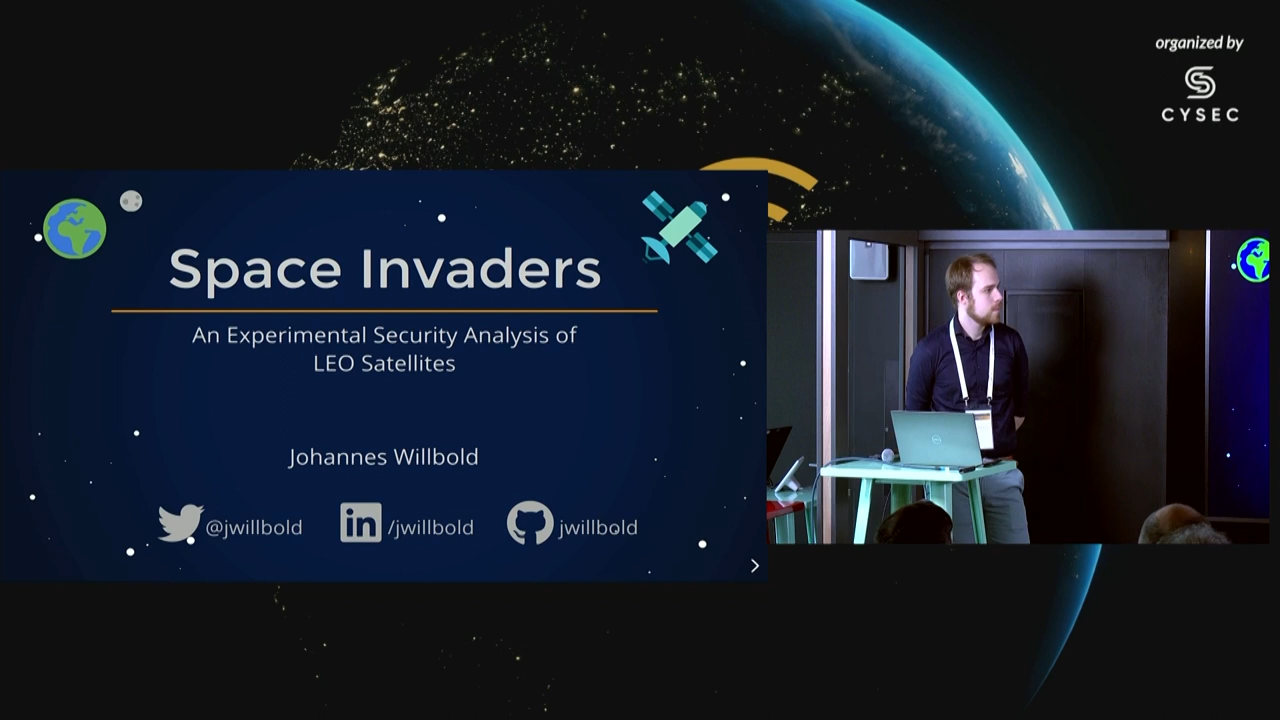 organized by
CYSEC
Space Invaders
An Experimental Security Analysis of
LEO Satellites
Johannes Willbold
@jwillbold
/jwillbold
jwillbold